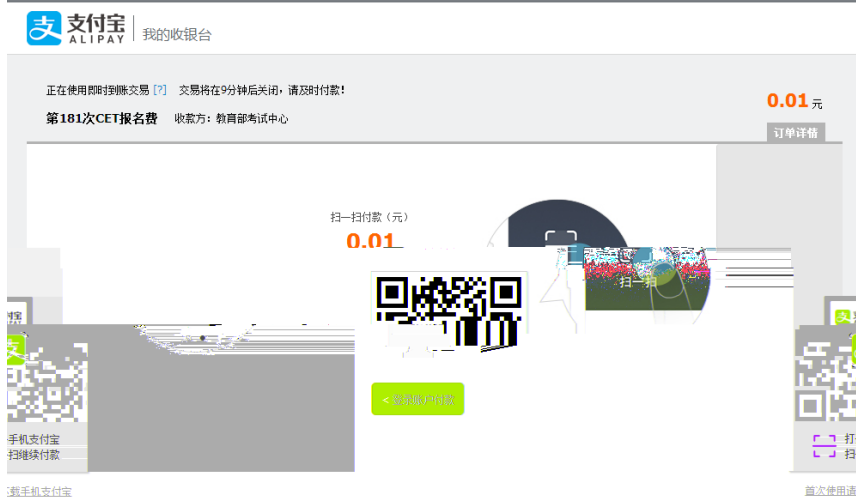 支付宝
ALIPAY
我的收银台
正在使用即时到账交易 [?] 交易将在9分钟后关闭，请及时付款！
0.01 元
第181次CET报名费 收款方：教育部考试中心
订单详情
扫一扫付款（元）
0.01
扫一扫
< 登录账户付款
手机支付宝
扫继续付款
打
扫
下载手机支付宝
首次使用请